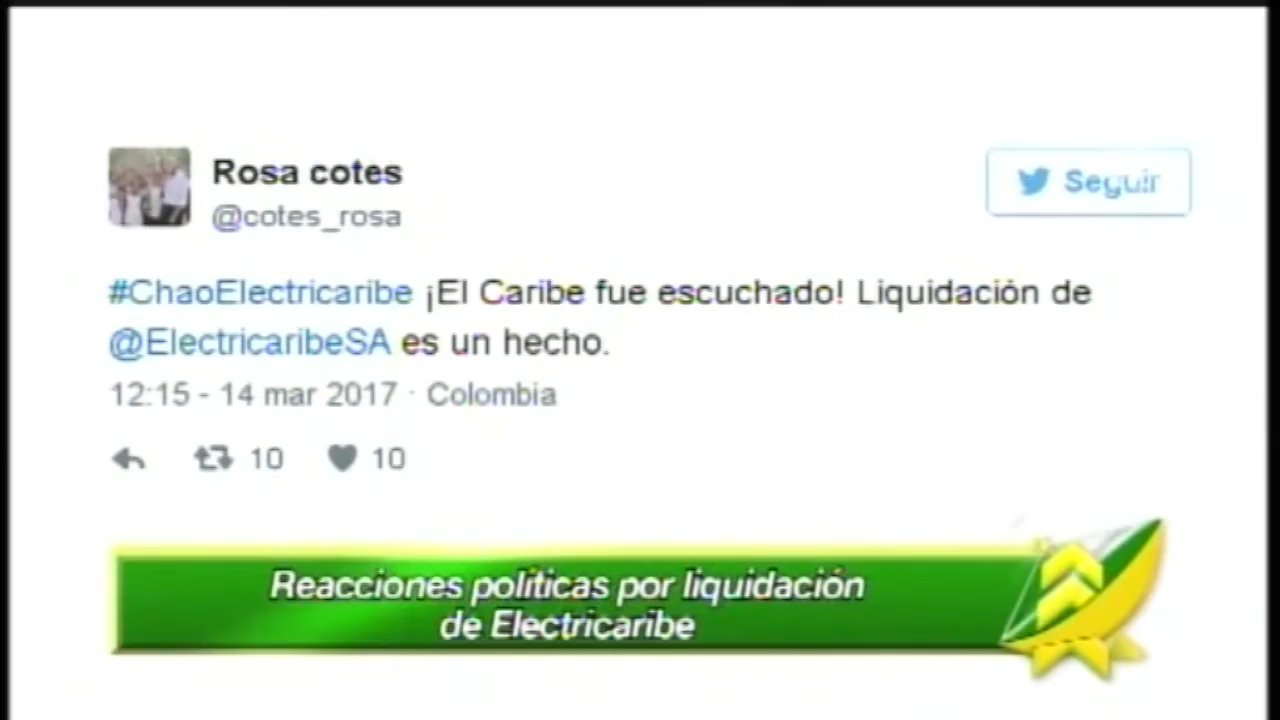 Rosa cotes
@cotes_rosa
Seguir
#ChaoElectricaribe ¡El Caribe fue escuchado! Liquidación de
@ElectricaribeSA es un hecho.
12:15 - 14 mar 2017 · Colombia
10 10
Reacciones políticas por liquidación
de Electricaribe